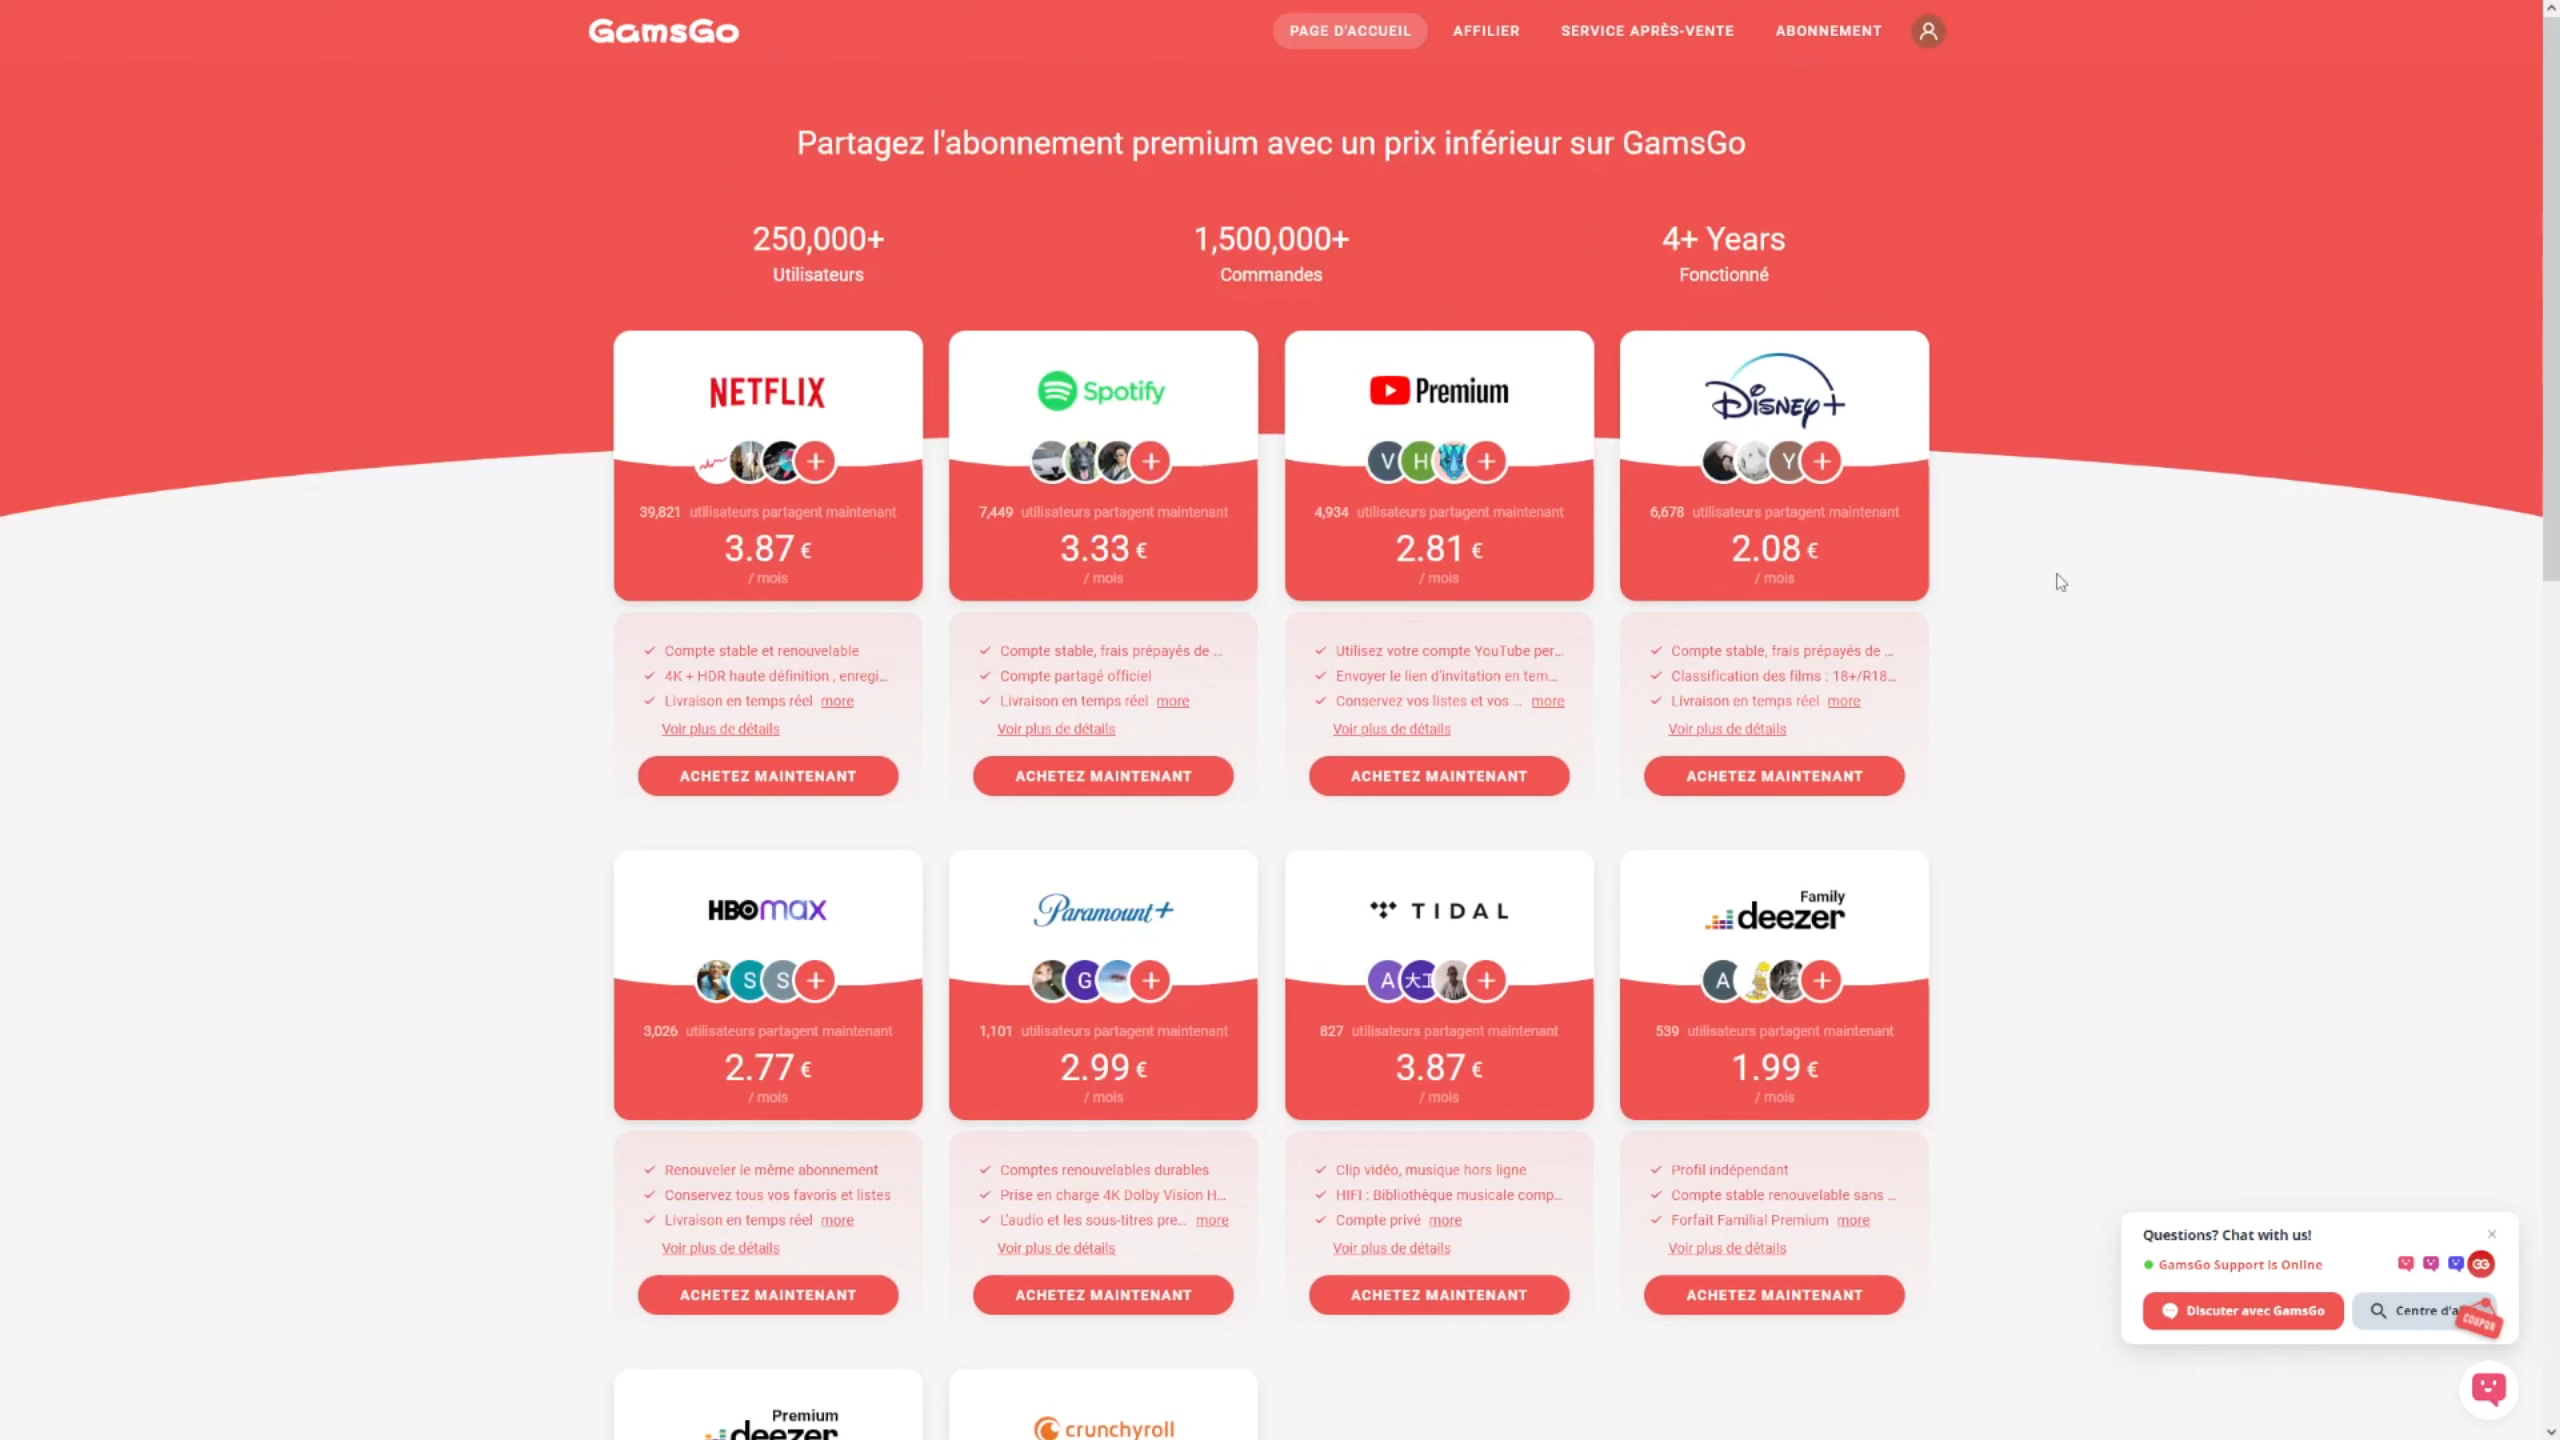 GamsGo
PAGE D'ACCUEIL
AFFILIER
SERVICE APRÈS-VENTE
ABONNEMENT
Partagez l'abonnement premium avec un prix inférieur sur GamsGo
250,000+
Utilisateurs
1,500,000+
Commandes
4+ Years
Fonctionné
NETFLIX
39,821 utilisateurs partagent maintenant
3.87 €
/ mois
Compte stable et renouvelable
4K + HDR haute définition , enregi...
Livraison en temps réel more
Voir plus de détails
ACHETEZ MAINTENANT
Spotify
7,449 utilisateurs partagent maintenant
3.33 €
/ mois
Compte stable, frais prépayés de ...
Compte partagé officiel
Livraison en temps réel more
Voir plus de détails
ACHETEZ MAINTENANT
Premium
V H
4,934 utilisateurs partagent maintenant
2.81 €
/ mois
Utilisez votre compte YouTube per...
Envoyer le lien d'invitation en tem...
Conservez vos listes et vos ... more
Voir plus de détails
ACHETEZ MAINTENANT
Disney+
Y
6,678 utilisateurs partagent maintenant
2.08 €
/ mois
Compte stable, frais prépayés de ...
Classification des films : 18+/R18...
Livraison en temps réel more
Voir plus de détails
ACHETEZ MAINTENANT
HBOmax
S S
3,026 utilisateurs partagent maintenant
2.77 €
/ mois
Renouveler le même abonnement
Conservez tous vos favoris et listes
Livraison en temps réel more
Voir plus de détails
ACHETEZ MAINTENANT
Paramount+
G
1,101 utilisateurs partagent maintenant
2.99 €
/ mois
Comptes renouvelables durables
Prise en charge 4K Dolby Vision H...
L'audio et les sous-titres pre... more
Voir plus de détails
ACHETEZ MAINTENANT
TIDAL
A 大工
827 utilisateurs partagent maintenant
3.87 €
/ mois
Clip vidéo, musique hors ligne
HIFI : Bibliothèque musicale comp...
Compte privé more
Voir plus de détails
ACHETEZ MAINTENANT
Family
deezer
A
539 utilisateurs partagent maintenant
1.99 €
/ mois
Profil indépendant
Compte stable renouvelable sans ...
Forfait Familial Premium more
Voir plus de détails
ACHETEZ MAINTENANT
Premium
deezer
crunchyroll
Questions? Chat with us!
GamsGo Support is Online
GG
Discuter avec GamsGo
Centre d'a
COUPON